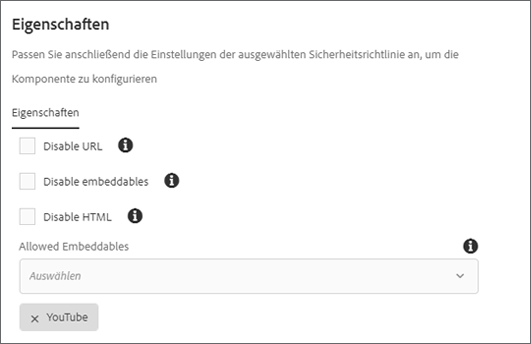 Eigenschaften
Passen Sie anschließend die Einstellungen der ausgewählten Sicherheitsrichtlinie an, um die
Komponente zu konfigurieren
Eigenschaften
Disable URL
Disable embeddables
Disable HTML
Allowed Embeddables
Auswählen
× YouTube